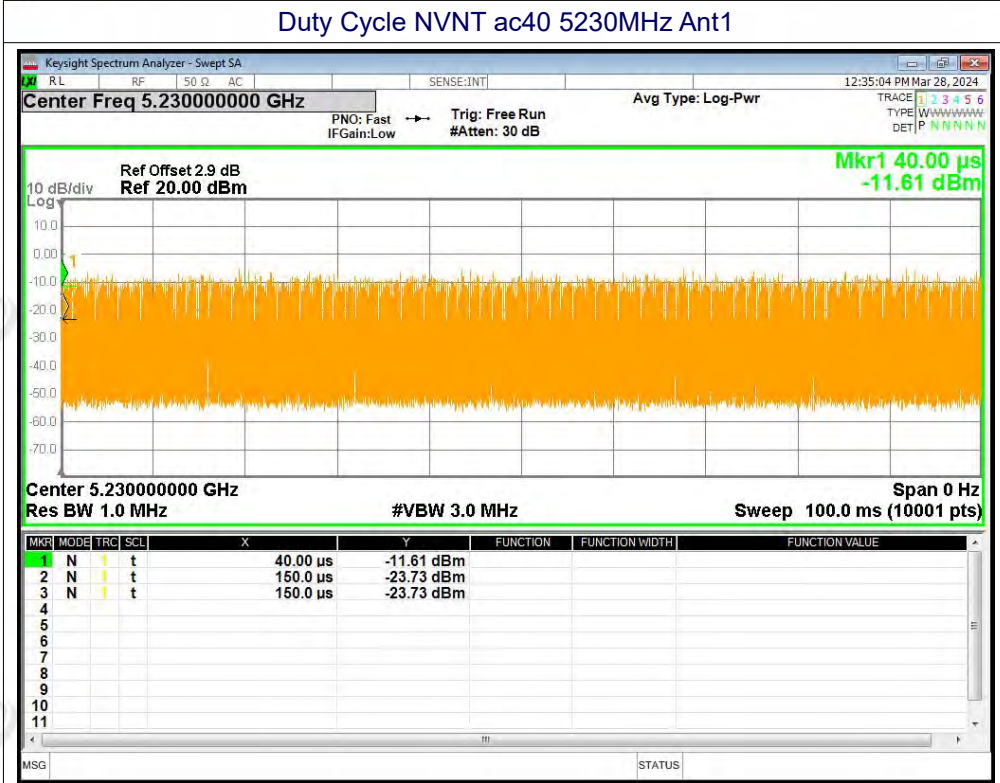 Duty Cycle NVNT ac40 5230MHz Ant1
Keysight Spectrum Analyzer - Swept SA
LXI RL RF 50 Ω AC SENSE:INT 12:35:04 PM Mar 28, 2024
Center Freq 5.230000000 GHz Avg Type: Log-Pwr TRACE 1 2 3 4 5 6
PNO: Fast Trig: Free Run TYPE WWWWWW
IFGain:Low #Atten: 30 dB DET P N N N N N
Mkr1 40.00 µs
Ref Offset 2.9 dB
10 dB/div Ref 20.00 dBm -11.61 dBm
Log
10.0
0.00
1
-10.0
-20.0
-30.0
-40.0
-50.0
-60.0
-70.0
Center 5.230000000 GHz Span 0 Hz
Res BW 1.0 MHz #VBW 3.0 MHz Sweep 100.0 ms (10001 pts)
MKR MODE TRC SCL X Y FUNCTION FUNCTION WIDTH FUNCTION VALUE
1 N 1 t 40.00 µs -11.61 dBm
2 N 1 t 150.0 µs -23.73 dBm
3 N 1 t 150.0 µs -23.73 dBm
4
5
6
7
8
9
10
11
MSG STATUS